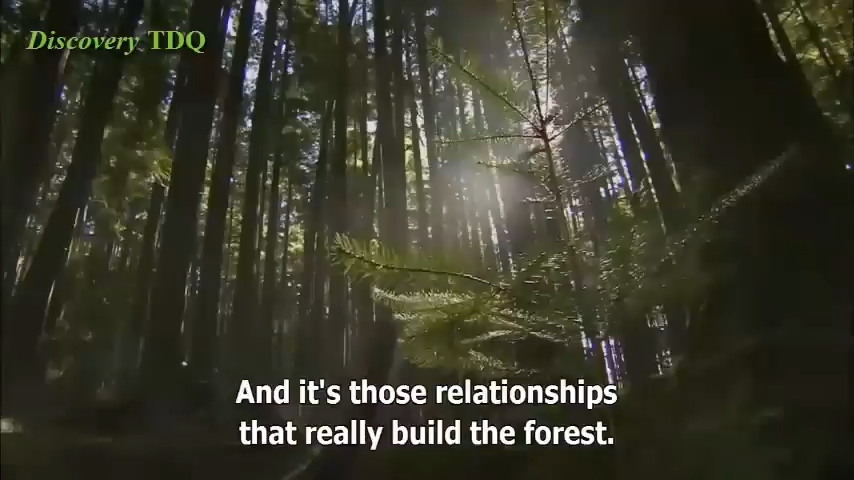 Discovery TDQ
And it's those relationships
that really build the forest.